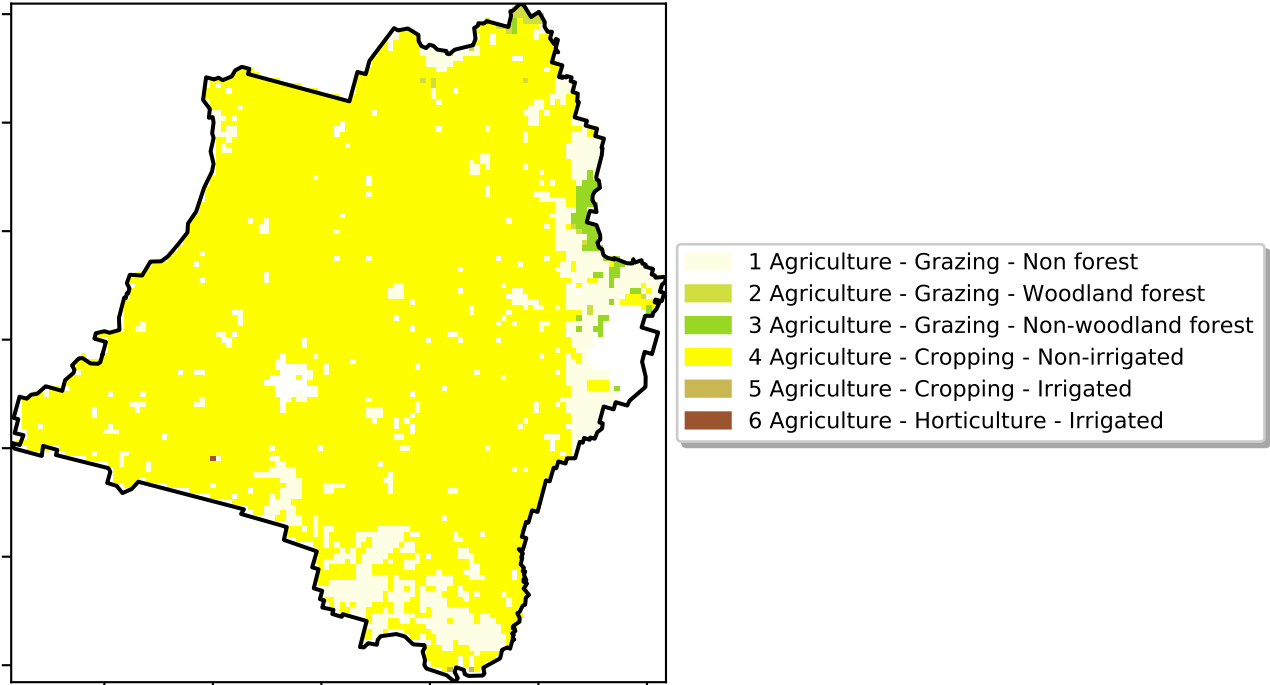 1 Agriculture - Grazing - Non forest
2 Agriculture - Grazing - Woodland forest
3 Agriculture - Grazing - Non-woodland forest
4 Agriculture - Cropping - Non-irrigated
5 Agriculture - Cropping - Irrigated
6 Agriculture - Horticulture - Irrigated